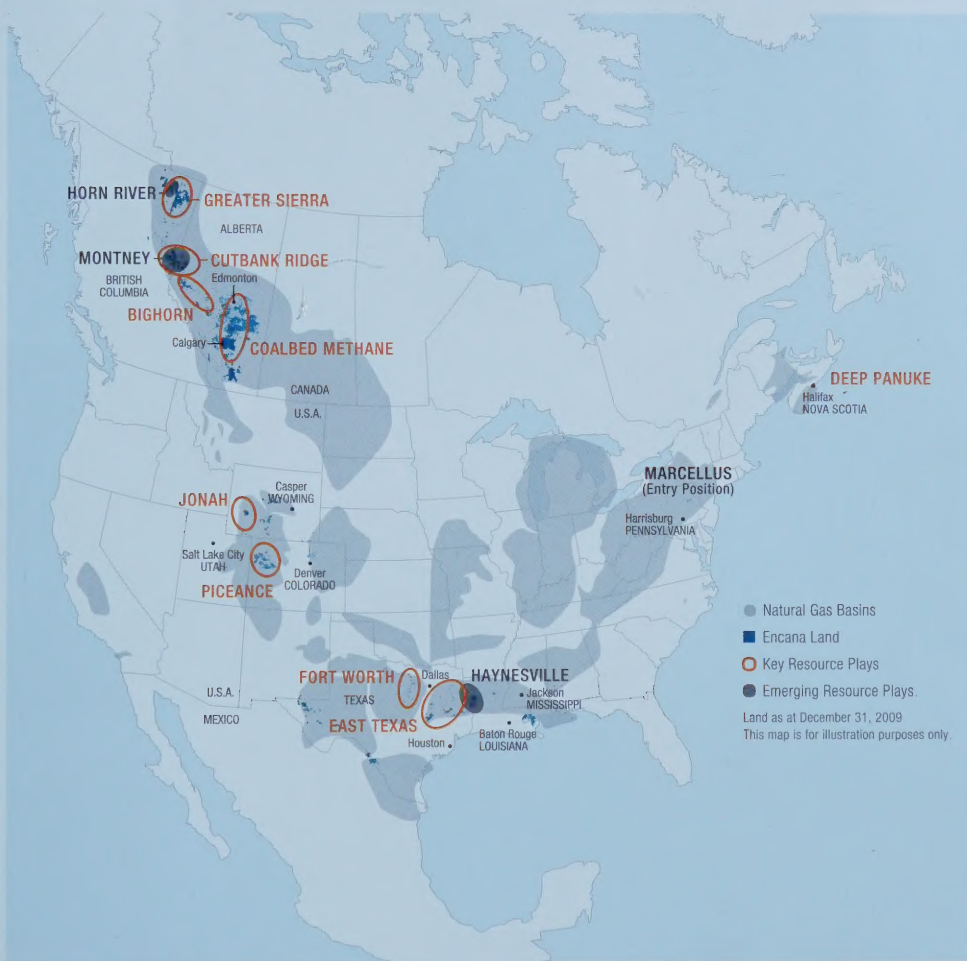 HORN RIVER
GREATER SIERRA
ALBERTA
MONTNEY
CUTBANK RIDGE
BRITISH
COLUMBIA
Edmonton
BIGHORN
Calgary
COALBED METHANE
CANADA
U.S.A.
DEEP PANUKE
Halifax
NOVA SCOTIA
MARCELLUS
(Entry Position)
Harrisburg
PENNSYLVANIA
JONAH
Casper
WYOMING
Salt Lake City
UTAH
Denver
COLORADO
PICEANCE
Natural Gas Basins
Encana Land
Key Resource Plays
Emerging Resource Plays
Land as at December 31, 2009
This map is for illustration purposes only.
FORT WORTH
Dallas
HAYNESVILLE
U.S.A.
TEXAS
Jackson
MISSISSIPPI
MEXICO
EAST TEXAS
Houston
Baton Rouge
LOUISIANA